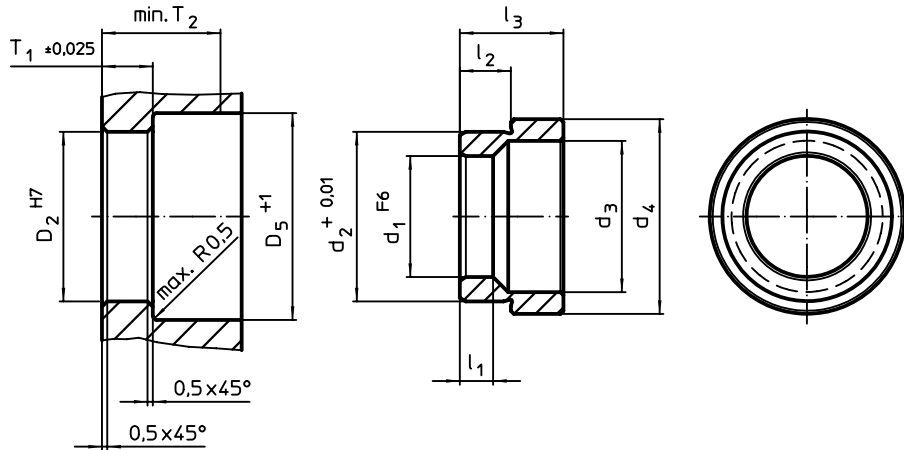 min. T2
T1 ±0,025
D2 H7
D5 +1
max. R0,5
0,5x45°
0,5x45°
l3
l2
d2 + 0,01
d1 F6
d3
d4
l1